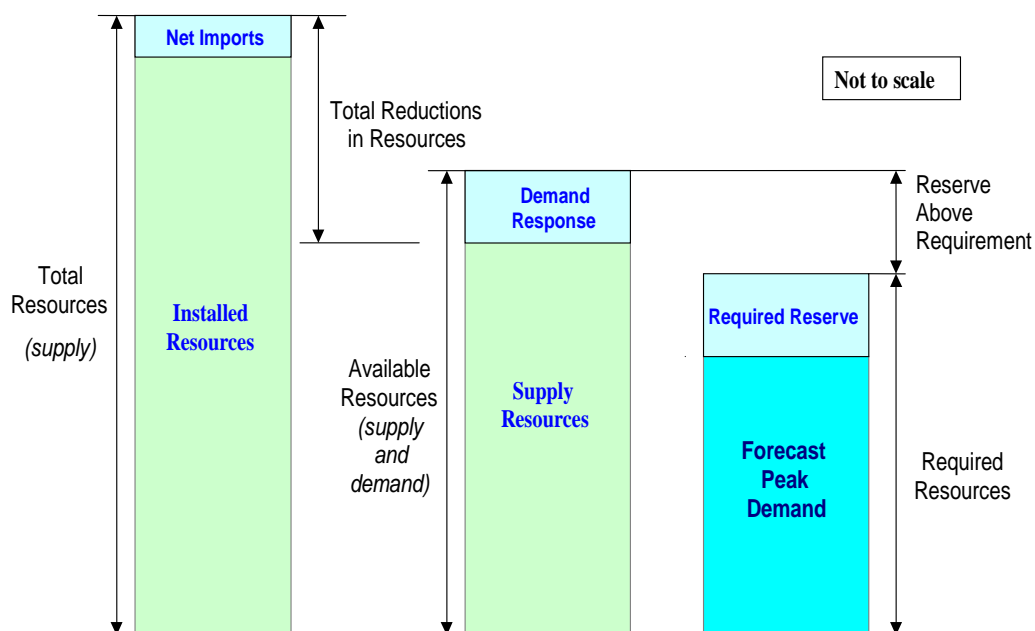 Net Imports
Not to scale
Total Reductions
in Resources
Demand
Response
Reserve
Above
Requirement
Total
Resources
(supply)
Installed
Resources
Required Reserve
Available
Resources
(supply
and
demand)
Supply
Resources
Forecast
Peak
Demand
Required
Resources